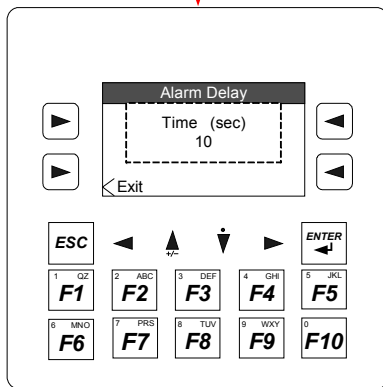 Alarm Delay
Time (sec)
10
Exit
ESC
+/–
ENTER
1 QZ F1
2 ABC F2
3 DEF F3
4 GHI F4
5 JKL F5
6 MNO F6
7 PRS F7
8 TUV F8
9 WXY F9
0 F10